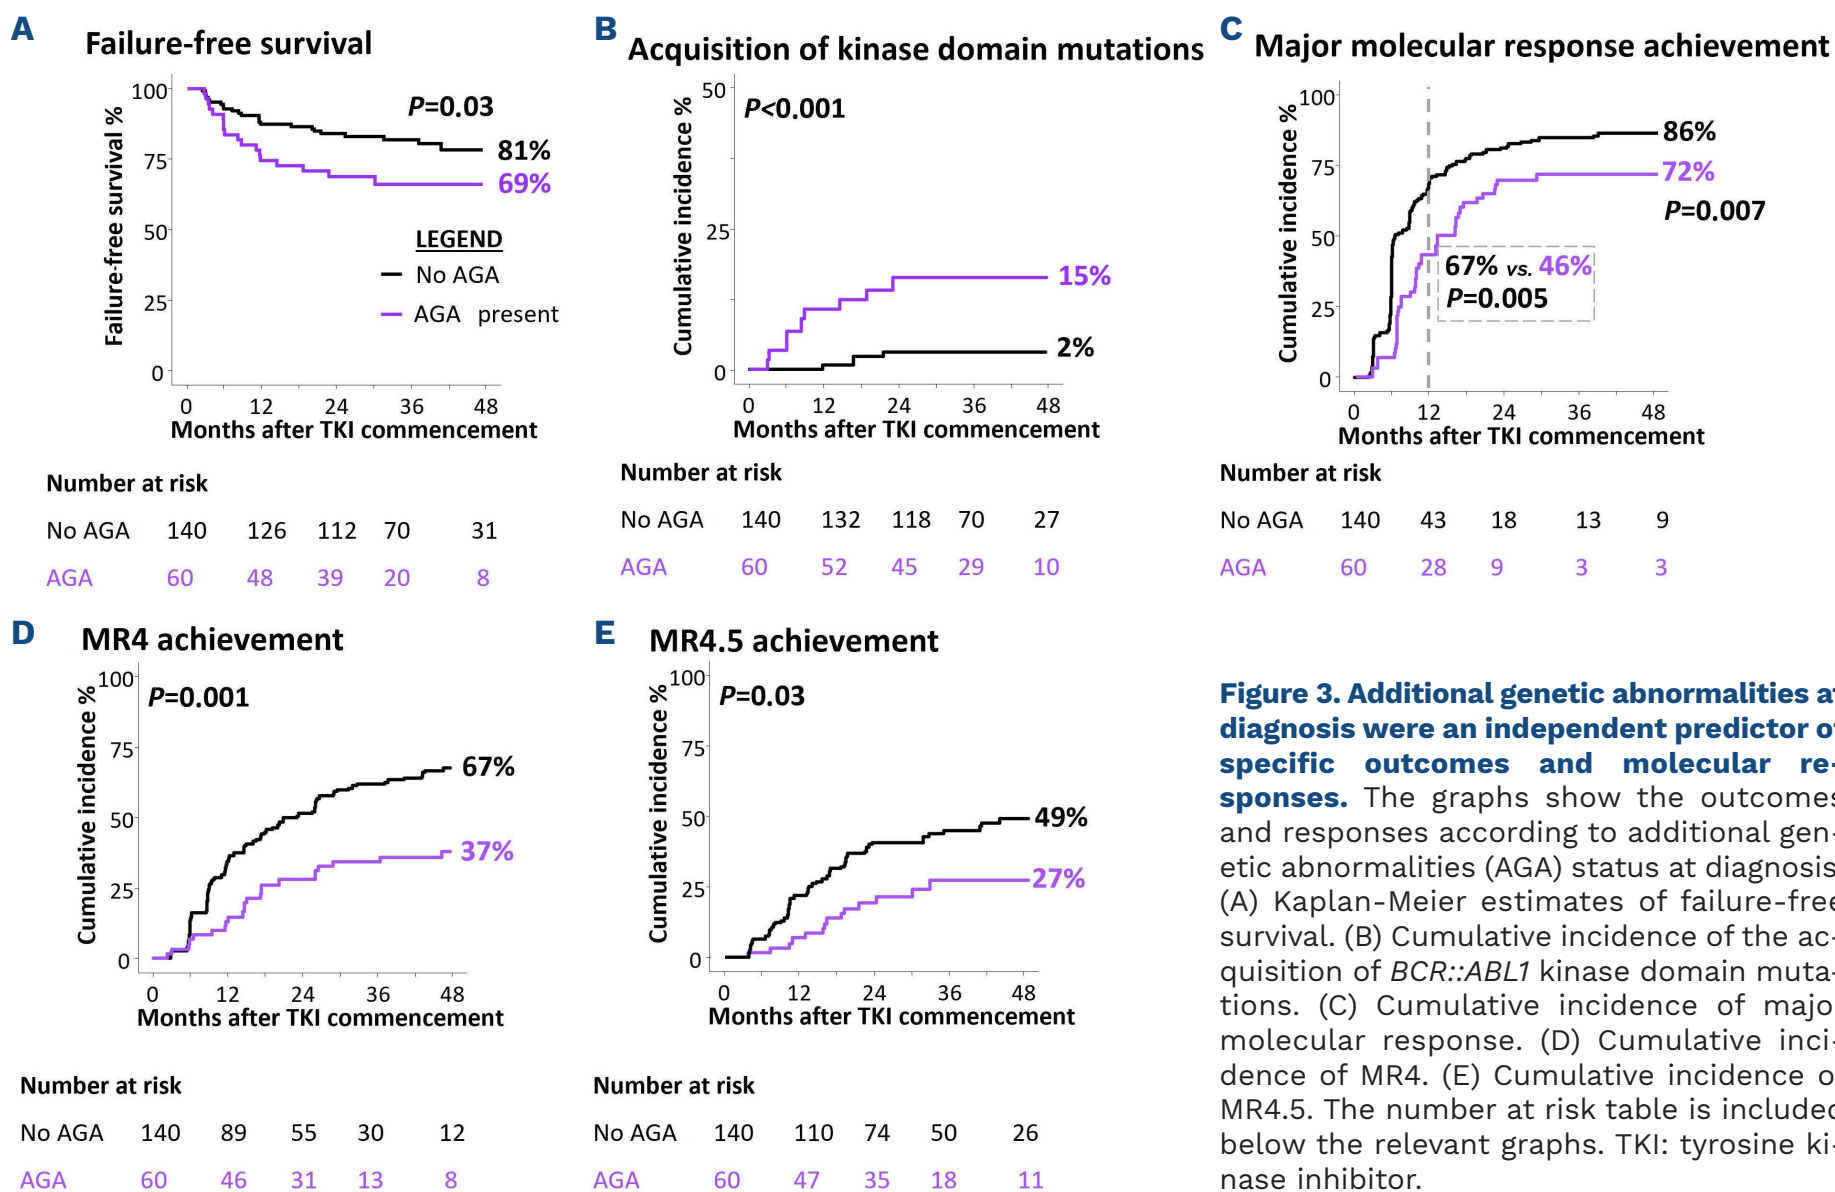 A
Failure-free survival
Failure-free survival %
100
75
50
25
0
P=0.03
81%
69%
LEGEND
No AGA
AGA present
0 12 24 36 48
Months after TKI commencement
Number at risk
No AGA 140 126 112 70 31
AGA 60 48 39 20 8
B
Acquisition of kinase domain mutations
Cumulative incidence %
50
25
0
P<0.001
15%
2%
0 12 24 36 48
Months after TKI commencement
Number at risk
No AGA 140 132 118 70 27
AGA 60 52 45 29 10
C
Major molecular response achievement
Cumulative incidence %
100
75
50
25
0
86%
72%
P=0.007
67% vs. 46%
P=0.005
0 12 24 36 48
Months after TKI commencement
Number at risk
No AGA 140 43 18 13 9
AGA 60 28 9 3 3
D
MR4 achievement
Cumulative incidence %
100
75
50
25
0
P=0.001
67%
37%
0 12 24 36 48
Months after TKI commencement
Number at risk
No AGA 140 89 55 30 12
AGA 60 46 31 13 8
E
MR4.5 achievement
Cumulative incidence %
100
75
50
25
0
P=0.03
49%
27%
0 12 24 36 48
Months after TKI commencement
Number at risk
No AGA 140 110 74 50 26
AGA 60 47 35 18 11
Figure 3. Additional genetic abnormalities at
diagnosis were an independent predictor of
specific outcomes and molecular re-
sponses. The graphs show the outcomes
and responses according to additional gen-
etic abnormalities (AGA) status at diagnosis
(A) Kaplan-Meier estimates of failure-free
survival. (B) Cumulative incidence of the ac-
quisition of BCR::ABL1 kinase domain muta-
tions. (C) Cumulative incidence of major
molecular response. (D) Cumulative inci-
dence of MR4. (E) Cumulative incidence of
MR4.5. The number at risk table is included
below the relevant graphs. TKI: tyrosine ki-
nase inhibitor.